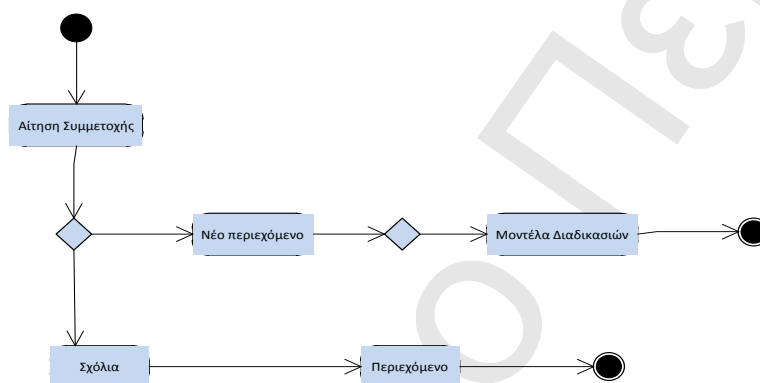 Αίτηση Συμμετοχής
Νέο περιεχόμενο
Μοντέλα Διαδικασιών
Σχόλια
Περιεχόμενο